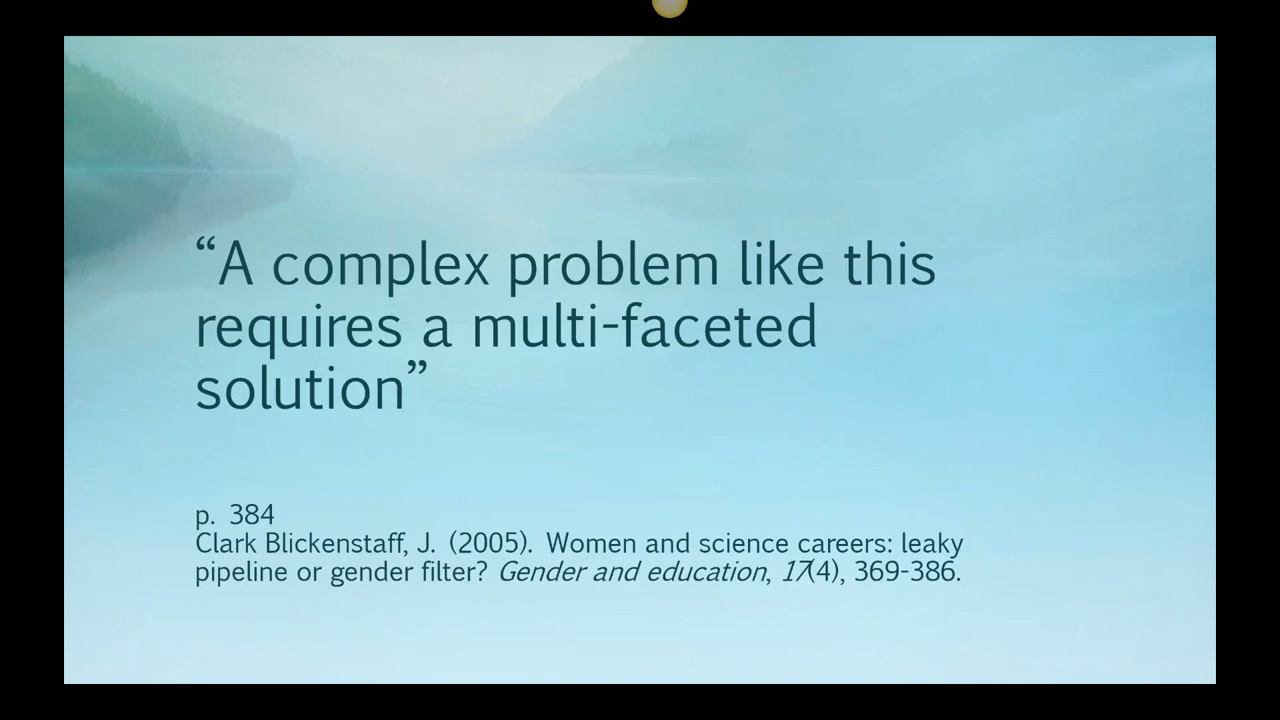 “A complex problem like this
requires a multi-faceted
solution”
p. 384
Clark Blickenstaff, J. (2005). Women and science careers: leaky
pipeline or gender filter? Gender and education, 17(4), 369-386.